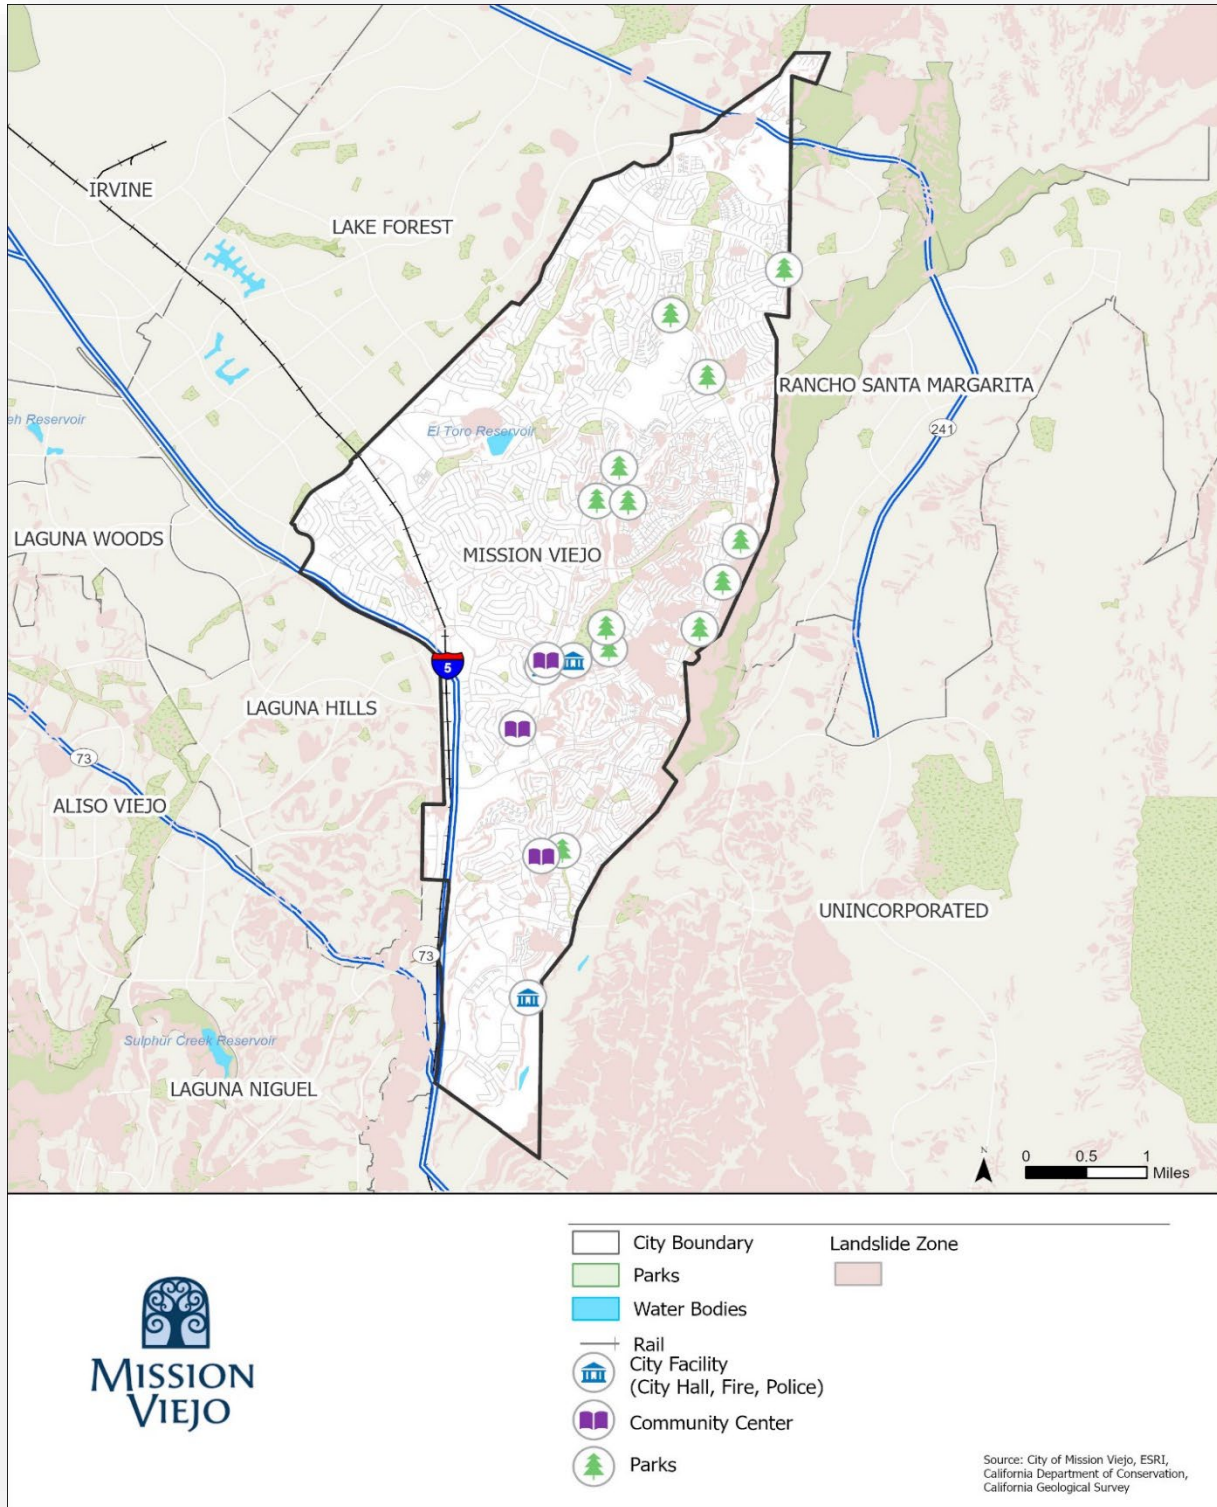 IRVINE
LAKE FOREST
RANCHO SANTA MARGARITA
241
eh Reservoir
El Toro Reservoir
LAGUNA WOODS
MISSION VIEJO
5
LAGUNA HILLS
73
ALISO VIEJO
UNINCORPORATED
73
Sulphur Creek Reservoir
LAGUNA NIGUEL
N
0 0.5 1
Miles
City Boundary
Parks
Water Bodies
Rail
City Facility
(City Hall, Fire, Police)
Community Center
Parks
Landslide Zone
MISSION
VIEJO
Source: City of Mission Viejo, ESRI,
California Department of Conservation,
California Geological Survey